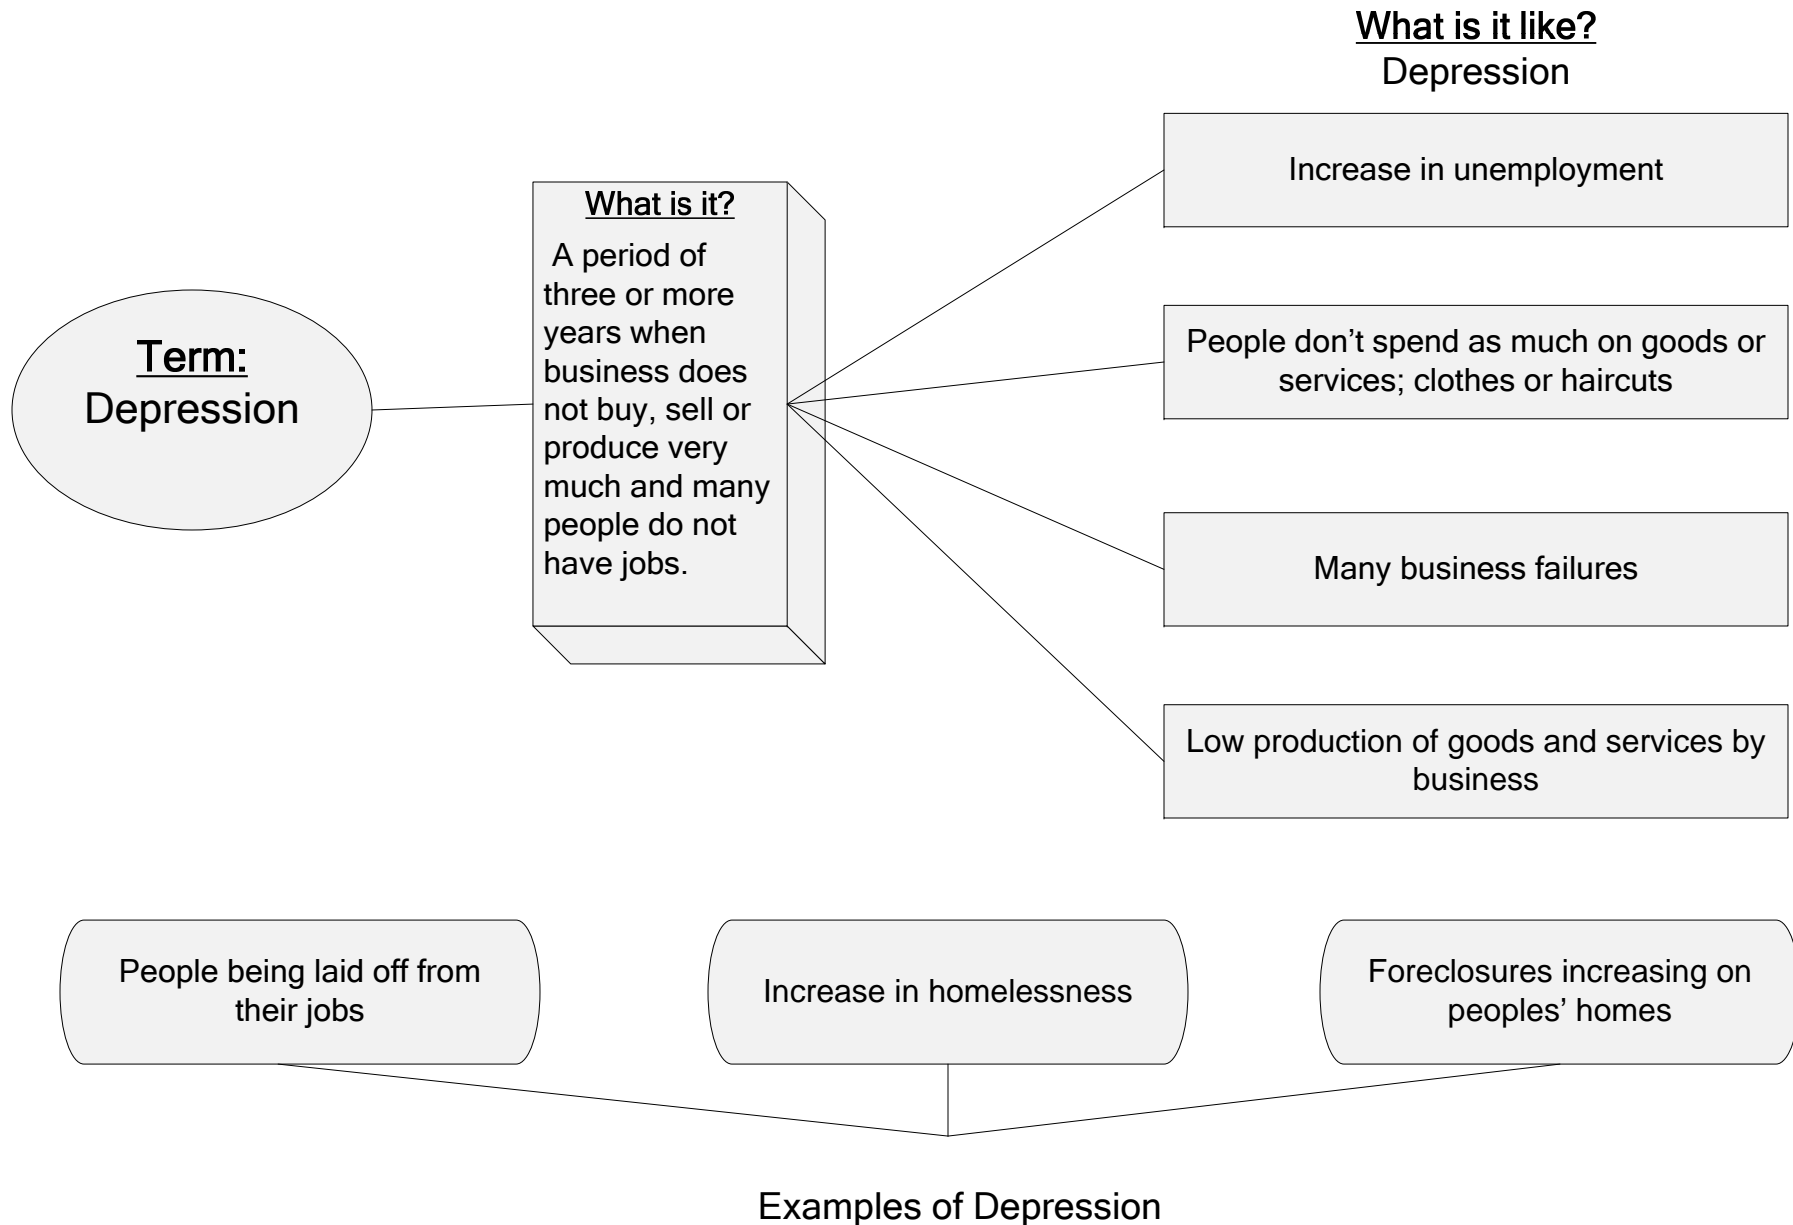 What is it like?
Depression
Increase in unemployment
What is it?
A period of
three or more
years when
business does
not buy, sell or
produce very
much and many
people do not
have jobs.
Term:
Depression
People don’t spend as much on goods or
services; clothes or haircuts
Many business failures
Low production of goods and services by
business
People being laid off from
their jobs
Increase in homelessness
Foreclosures increasing on
peoples’ homes
Examples of Depression